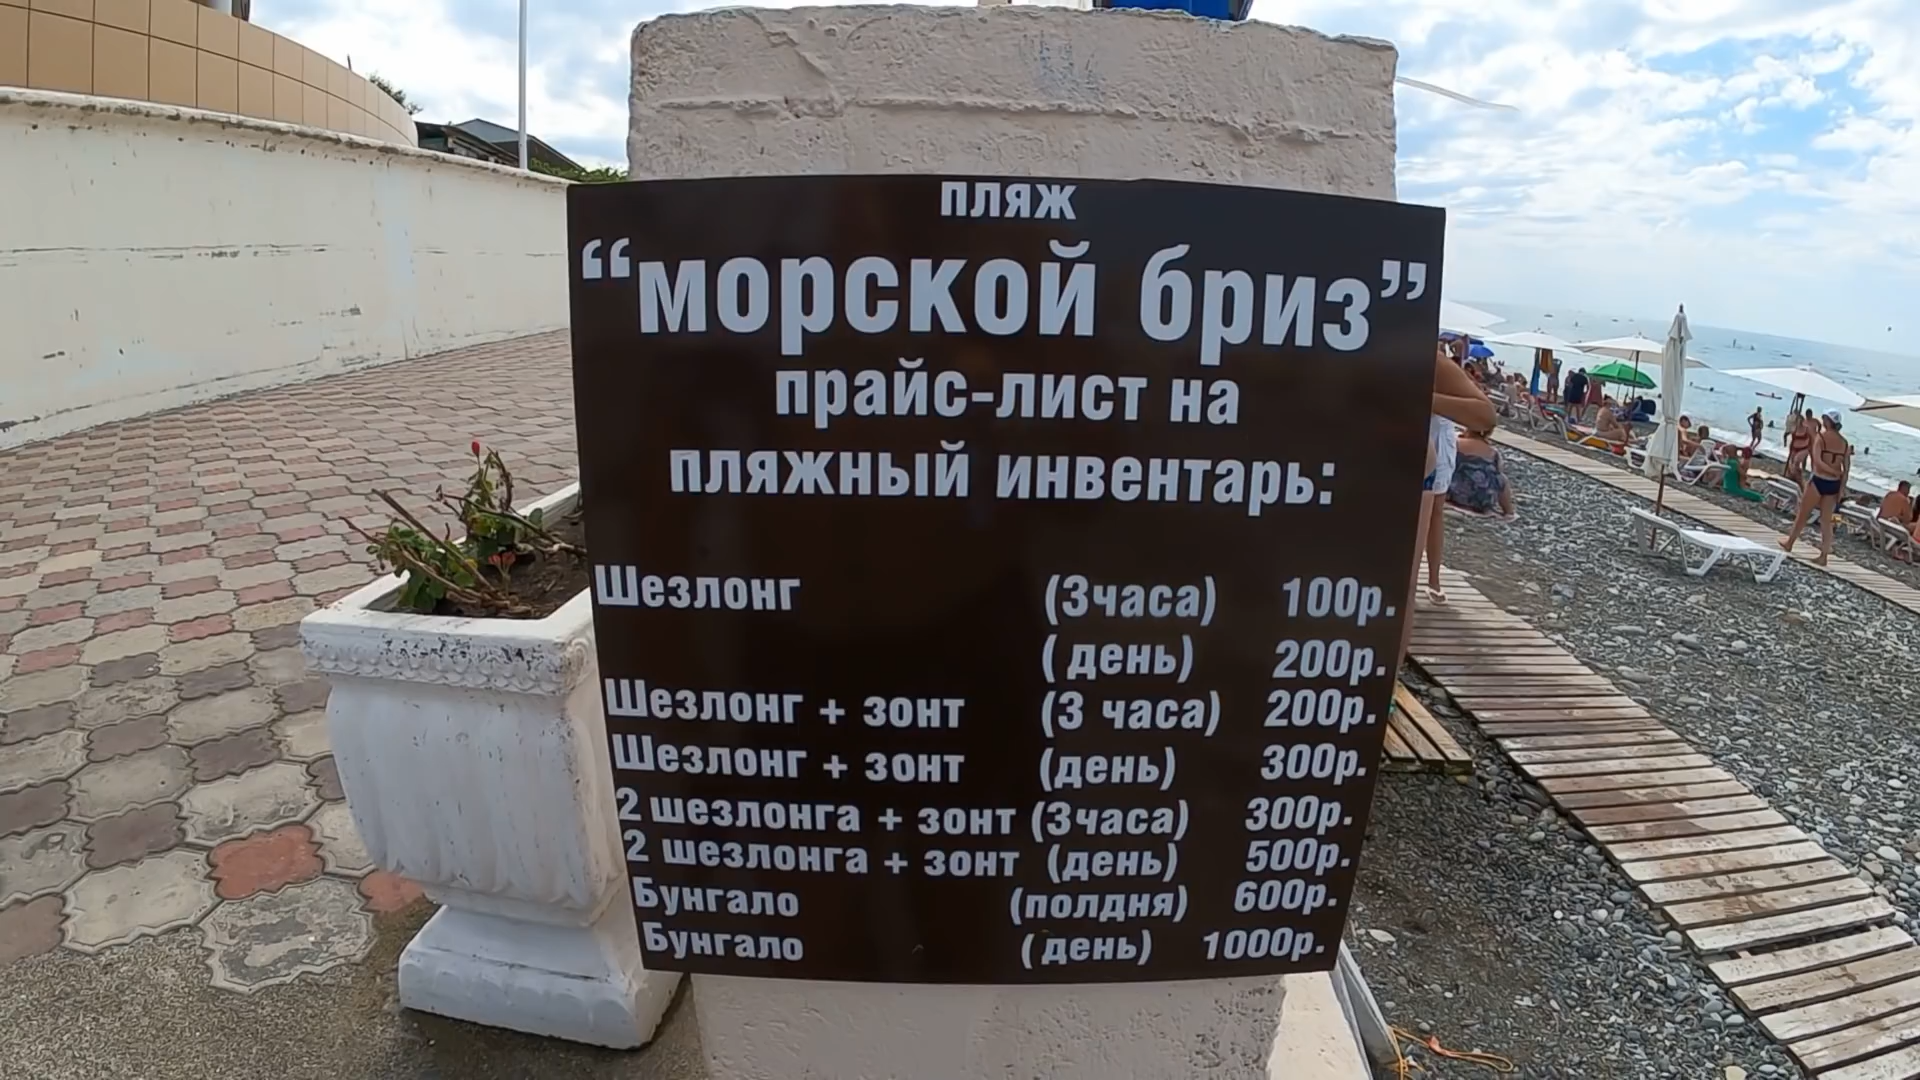 пляж
“морской бриз”
прайс-лист на
пляжный инвентарь:
Шезлонг (3часа) 100р.
( день) 200р.
Шезлонг + зонт (3 часа) 200р.
Шезлонг + зонт (день) 300р.
2 шезлонга + зонт (3часа) 300р.
2 шезлонга + зонт (день) 500р.
Бунгало (полдня) 600р.
Бунгало ( день) 1000р.